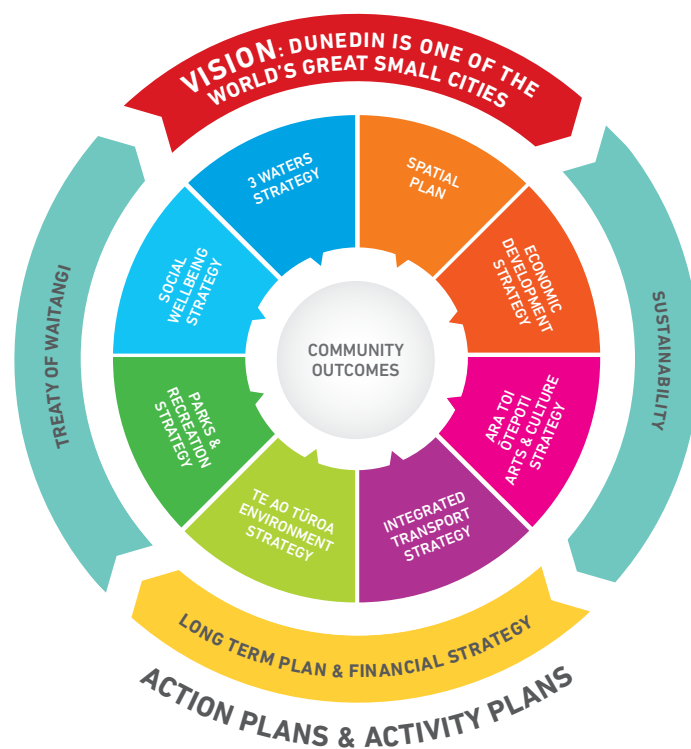 VISION: DUNEDIN IS ONE OF THE
WORLD'S GREAT SMALL CITIES
3 WATERS
STRATEGY
SPATIAL
PLAN
ECONOMIC
DEVELOPMENT
STRATEGY
ARA TOI
ŌTEPOTI
ARTS & CULTURE
STRATEGY
INTEGRATED
TRANSPORT
STRATEGY
TE AO TŪROA
ENVIRONMENT
STRATEGY
PARKS &
RECREATION
STRATEGY
SOCIAL
WELLBEING
STRATEGY
COMMUNITY
OUTCOMES
TREATY OF WAITANGI
SUSTAINABILITY
LONG TERM PLAN & FINANCIAL STRATEGY
ACTION PLANS & ACTIVITY PLANS